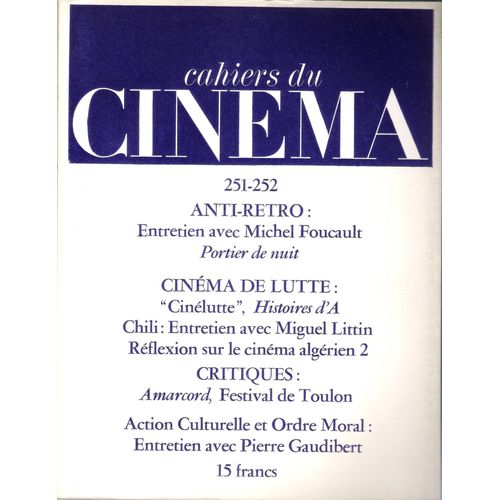 cahiers du
CINEMA
251-252
ANTI-RETRO :
Entretien avec Michel Foucault
Portier de nuit
CINÉMA DE LUTTE :
“Cinélutte”, Histoires d'A
Chili : Entretien avec Miguel Littin
Réflexion sur le cinéma algérien 2
CRITIQUES :
Amarcord, Festival de Toulon
Action Culturelle et Ordre Moral :
Entretien avec Pierre Gaudibert
15 francs